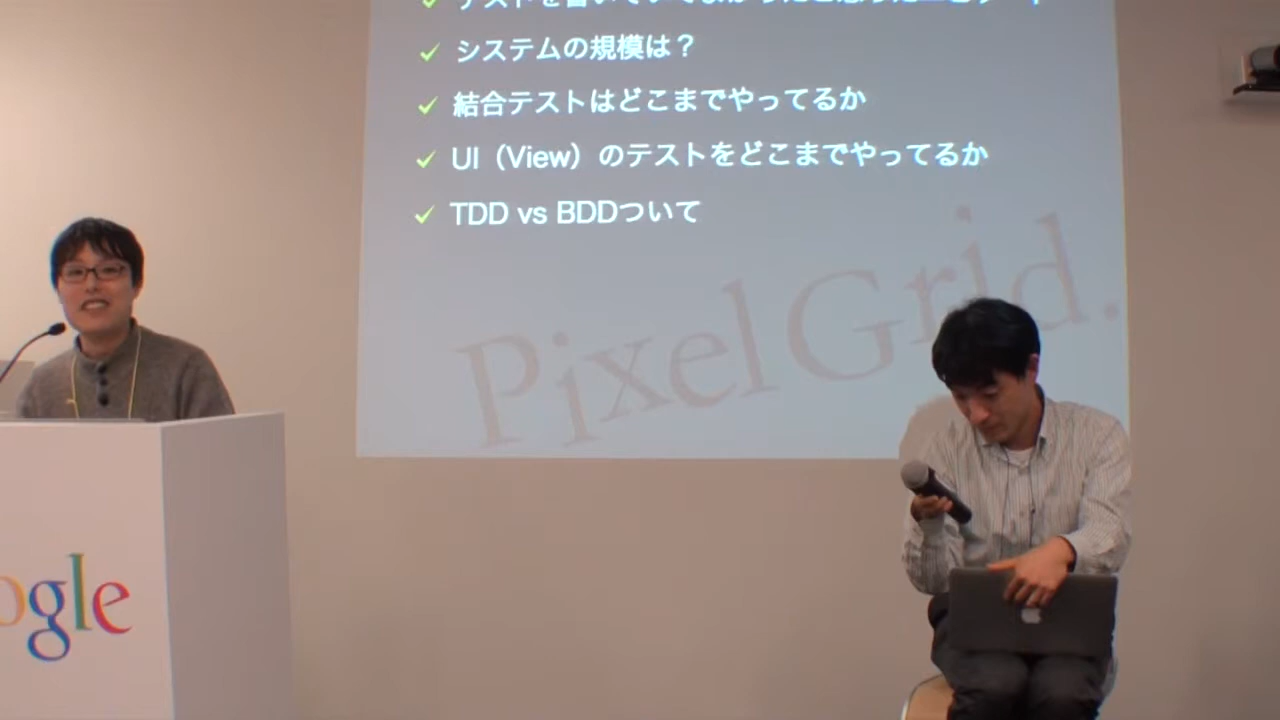 システムの規模は？
結合テストはどこまでやってるか
UI（View）のテストをどこまでやってるか
TDD vs BDDついて
PixelGrid.
ogle